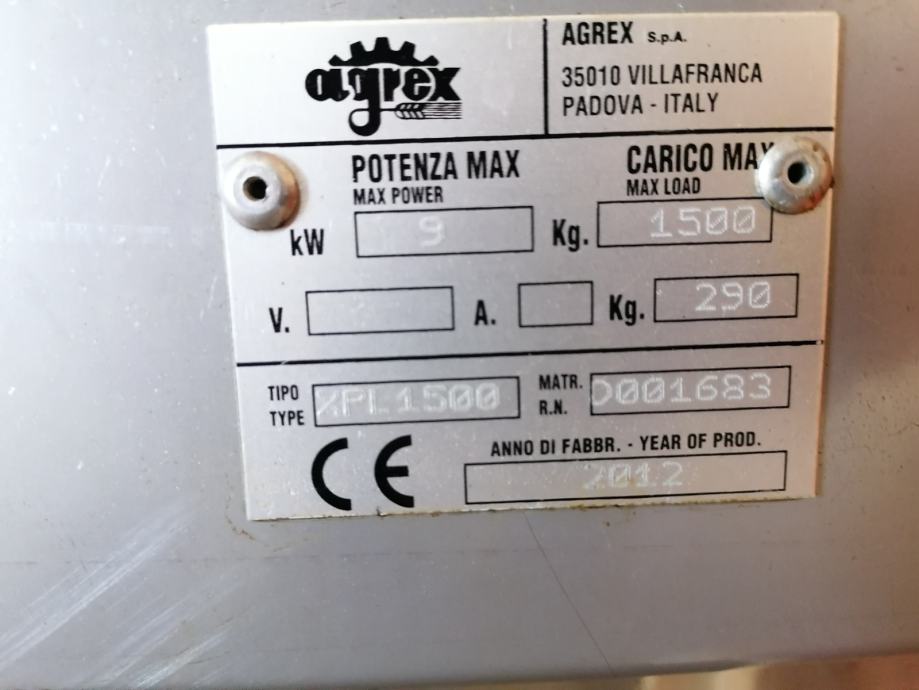 agrex
AGREX S.p.A.
35010 VILLAFRANCA
PADOVA - ITALY
POTENZA MAX
MAX POWER
CARICO MAX
MAX LOAD
kW 9 Kg. 1500
V. A. Kg. 290
TIPO
TYPE XPL1500
MATR.
R.N. D001683
ANNO DI FABBR. - YEAR OF PROD.
CE 2012